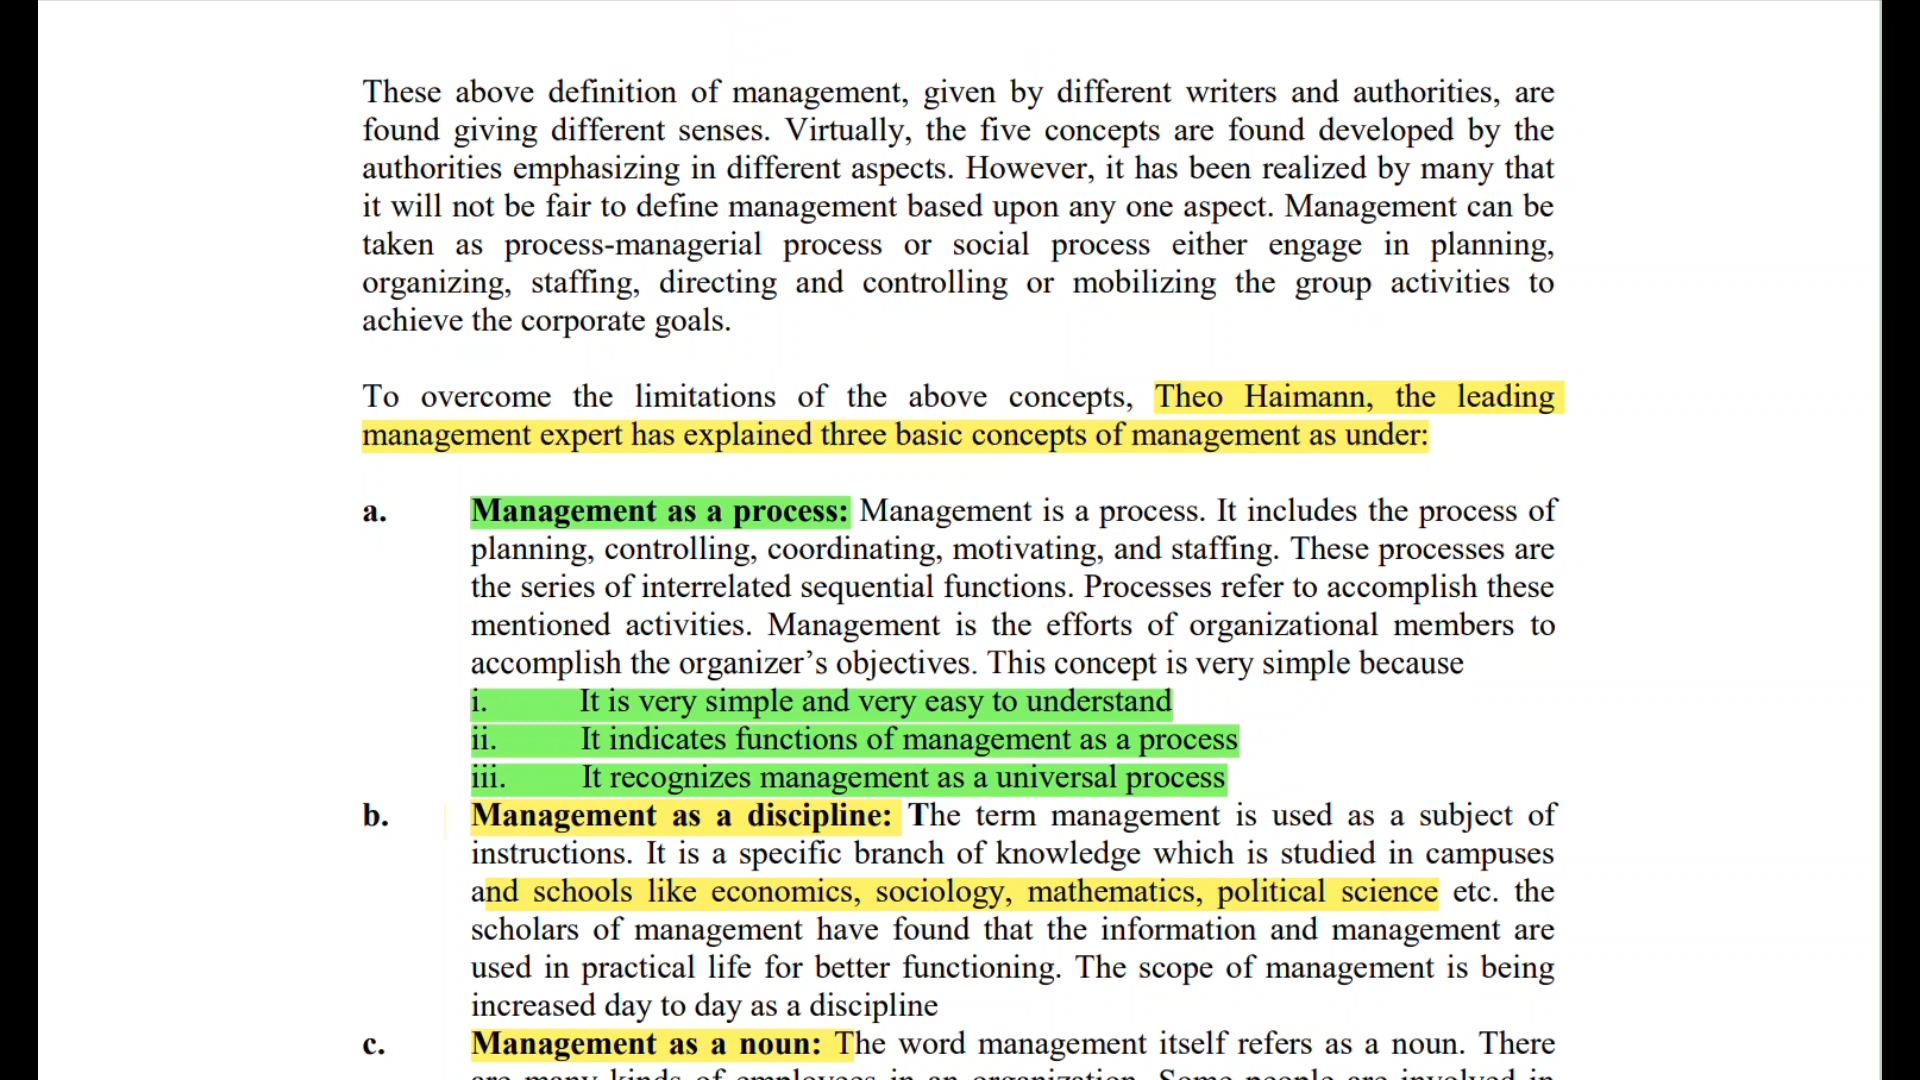 These above definition of management, given by different writers and authorities, are
found giving different senses. Virtually, the five concepts are found developed by the
authorities emphasizing in different aspects. However, it has been realized by many that
it will not be fair to define management based upon any one aspect. Management can be
taken as process-managerial process or social process either engage in planning,
organizing, staffing, directing and controlling or mobilizing the group activities to
achieve the corporate goals.
To overcome the limitations of the above concepts, Theo Haimann, the leading
management expert has explained three basic concepts of management as under:
a. Management as a process: Management is a process. It includes the process of
planning, controlling, coordinating, motivating, and staffing. These processes are
the series of interrelated sequential functions. Processes refer to accomplish these
mentioned activities. Management is the efforts of organizational members to
accomplish the organizer’s objectives. This concept is very simple because
i. It is very simple and very easy to understand
ii. It indicates functions of management as a process
iii. It recognizes management as a universal process
b. Management as a discipline: The term management is used as a subject of
instructions. It is a specific branch of knowledge which is studied in campuses
and schools like economics, sociology, mathematics, political science etc. the
scholars of management have found that the information and management are
used in practical life for better functioning. The scope of management is being
increased day to day as a discipline
c. Management as a noun: The word management itself refers as a noun. There
are many kinds of employees in an organization. Some people are involved in